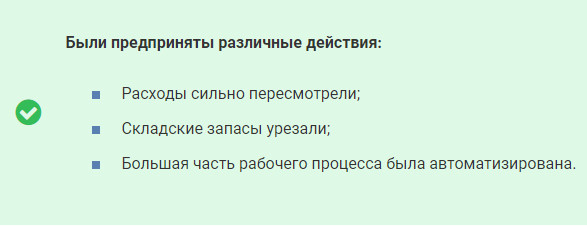 Были предприняты различные действия:
Расходы сильно пересмотрели;
Складские запасы урезали;
Большая часть рабочего процесса была автоматизирована.